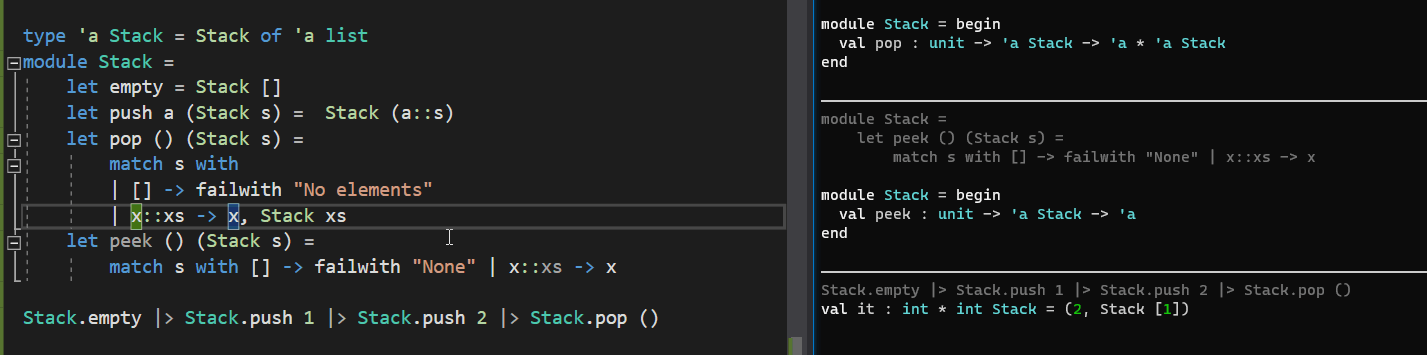 type 'a Stack = Stack of 'a list
module Stack =
    let empty = Stack []
    let push a (Stack s) =  Stack (a::s)
    let pop () (Stack s) =
        match s with
        | [] -> failwith "No elements"
        | x::xs -> x, Stack xs
    let peek () (Stack s) =
        match s with [] -> failwith "None" | x::xs -> x
Stack.empty |> Stack.push 1 |> Stack.push 2 |> Stack.pop ()
module Stack = begin
  val pop : unit -> 'a Stack -> 'a * 'a Stack
end
module Stack =
    let peek () (Stack s) =
        match s with [] -> failwith "None" | x::xs -> x
module Stack = begin
  val peek : unit -> 'a Stack -> 'a
end
Stack.empty |> Stack.push 1 |> Stack.push 2 |> Stack.pop ()
val it : int * int Stack = (2, Stack [1])